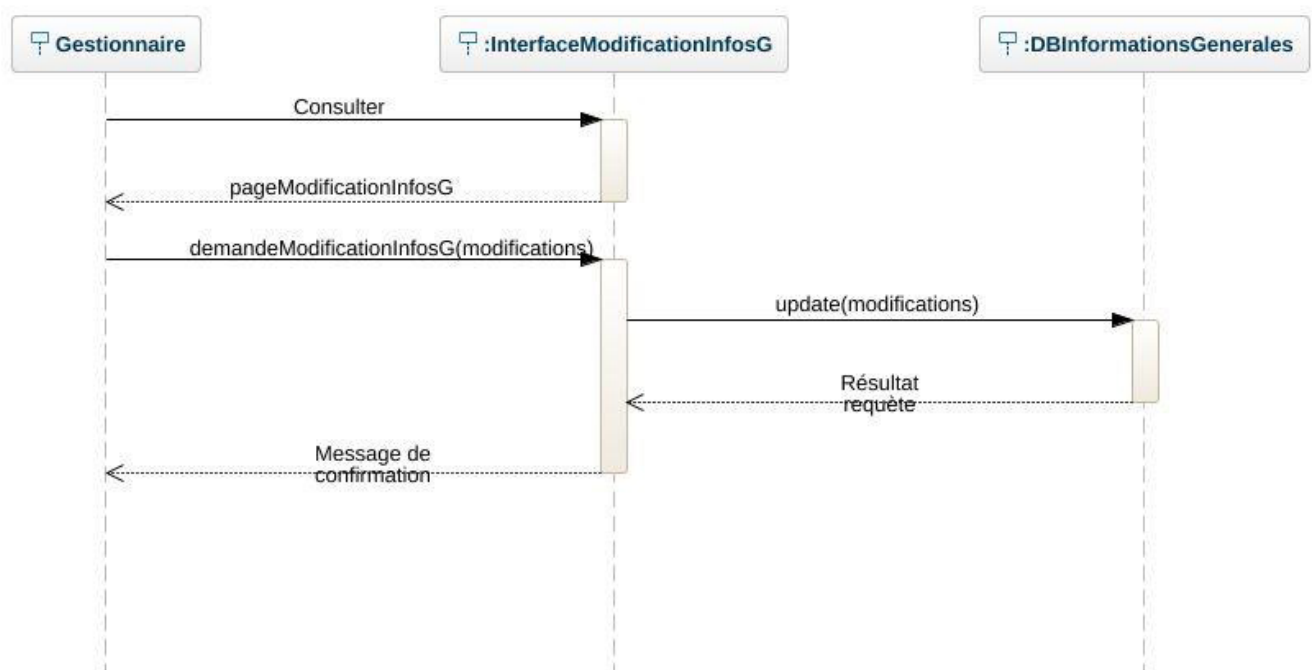 Gestionnaire
:InterfaceModificationInfosG
:DBInformationsGenerales
Consulter
pageModificationInfosG
demandeModificationInfosG(modifications)
update(modifications)
Résultat
requète
Message de
confirmation